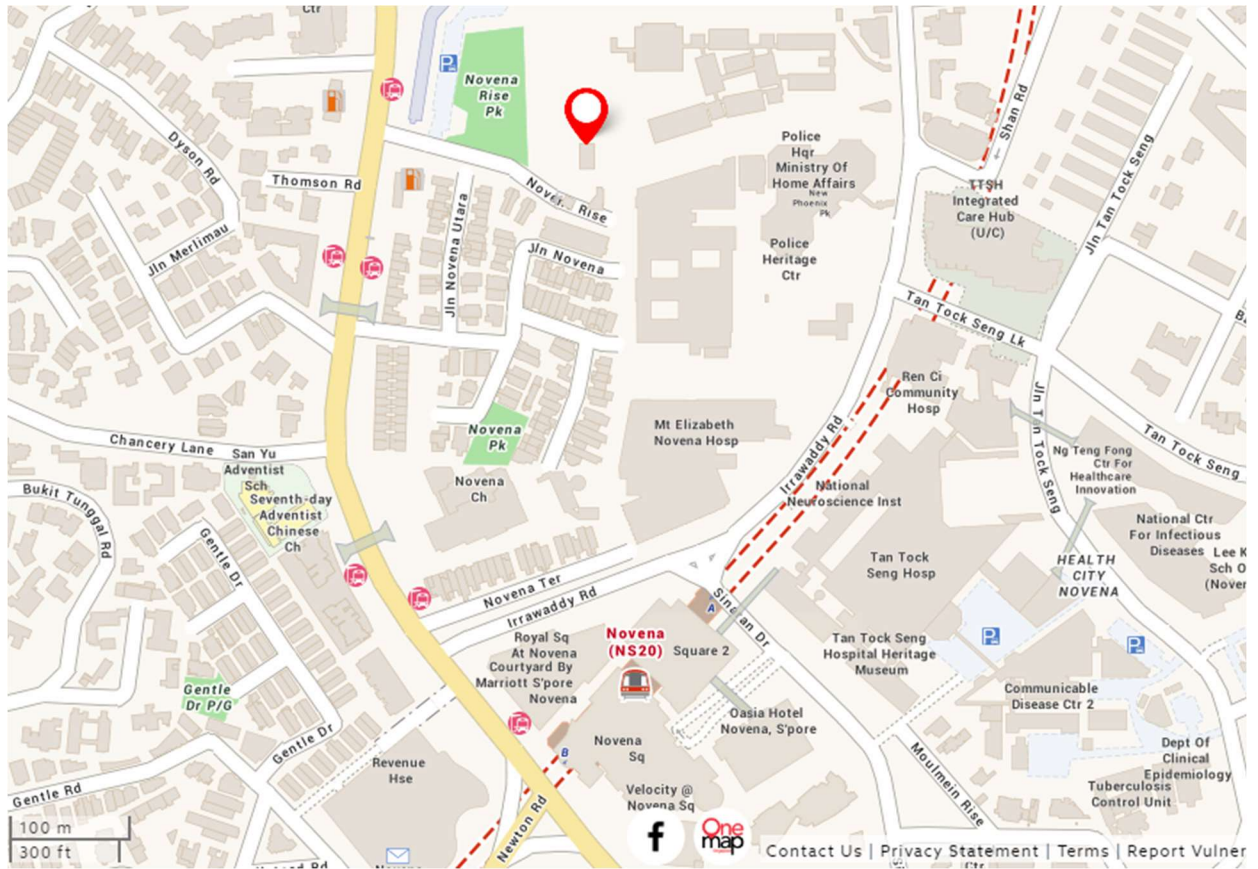 Ctr
Novena
Rise
Pk
Dyson Rd
Thomson Rd
Police
Hqr
Ministry Of
Home Affairs
New
Phoenix
Pk
Shan Rd
TTSH
Integrated
Care Hub
(U/C)
Jln Tan Tock Seng
Rise
Jln Merlimau
Jln Novena Utara
Jln Novena
Police
Heritage
Ctr
Tan Tock Seng Lk
Ren Ci
Community
Hosp
Mt Elizabeth
Novena Hosp
Novena
Pk
Irrawaddy Rd
Jln Tan Tock Seng
Tan Tock Seng
Chancery Lane
San Yu
Adventist
Sch
Seventh-day
Adventist
Chinese
Ch
Novena
Ch
National
Neuroscience Inst
Ng Teng Fong
Ctr For
Healthcare
Innovation
Bukit Tunggal Rd
Gentle Dr
National Ctr
For Infectious
Diseases
Lee K
Sch O
(Nover
Tan Tock
Seng Hosp
HEALTH
CITY
NOVENA
Novena Ter
Irrawaddy Rd
A
Sinaran Dr
Royal Sq
At Novena
Courtyard By
Marriott S'pore
Novena
Novena
(NS20)
Square 2
Tan Tock Seng
Hospital Heritage
Museum
Gentle
Dr P/G
Communicable
Disease Ctr 2
Oasia Hotel
Novena, S'pore
Gentle Dr
Revenue
Hse
B
Novena
Sq
Moulmein Rise
Dept Of
Clinical
Epidemiology
Gentle Rd
Velocity @
Novena Sq
Tuberculosis
Control Unit
Newton Rd
100 m
300 ft
f
One
map
Contact Us | Privacy Statement | Terms | Report Vulner